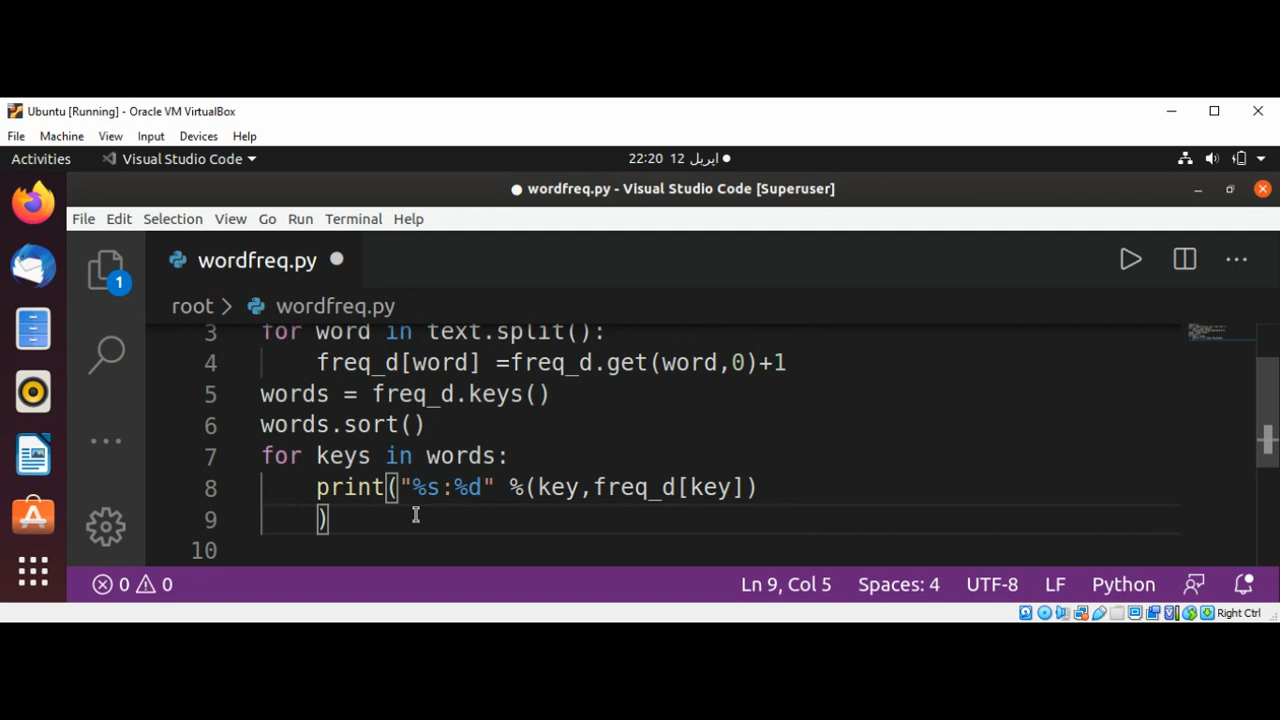 Ubuntu [Running] - Oracle VM VirtualBox
File Machine View Input Devices Help
Activities Visual Studio Code 22:20 12 اپریل
wordfreq.py - Visual Studio Code [Superuser]
File Edit Selection View Go Run Terminal Help
1 wordfreq.py
root > wordfreq.py
3 for word in text.split():
4 freq_d[word] =freq_d.get(word,0)+1
5 words = freq_d.keys()
6 words.sort()
7 for keys in words:
8 print("%s:%d" %(key,freq_d[key])
9 )
10
0 0 Ln 9, Col 5 Spaces: 4 UTF-8 LF Python
Right Ctrl